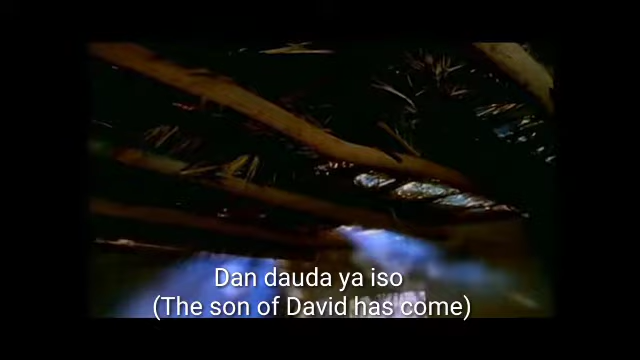 Dan dauda ya iso
(The son of David has come)